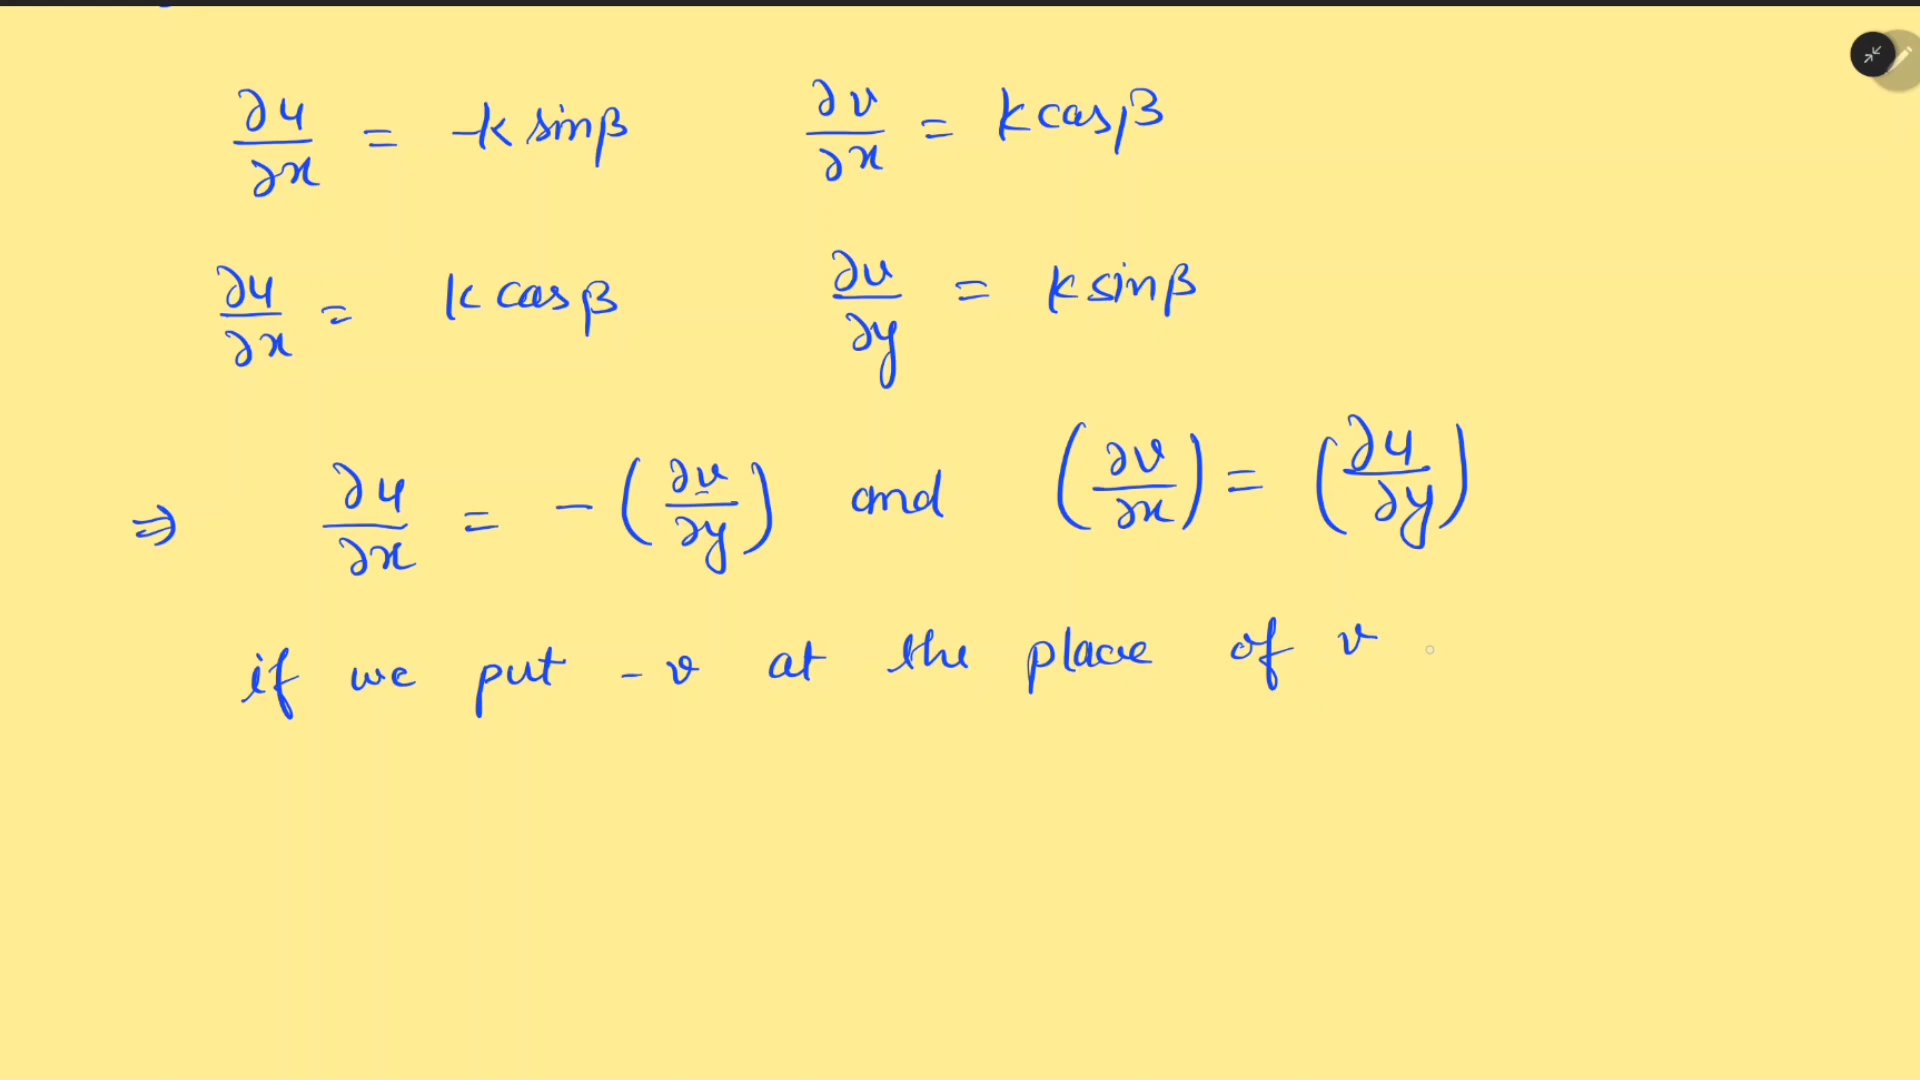 ∂u/∂x = -k sinβ ∂v/∂x = k cosβ
∂u/∂x = k cosβ ∂v/∂y = k sinβ
⇒ ∂u/∂x = - (∂v/∂y) and (∂v/∂x) = (∂u/∂y)
if we put -v at the place of v